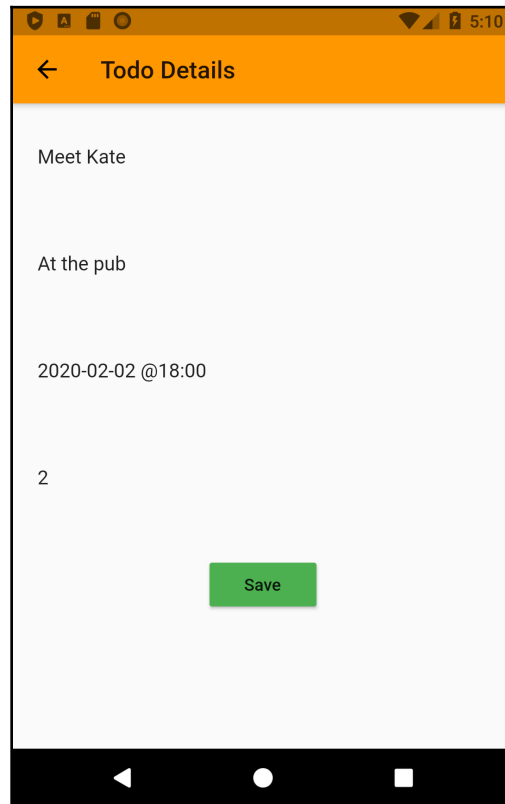 5:10
Todo Details
Meet Kate
At the pub
2020-02-02 @18:00
2
Save